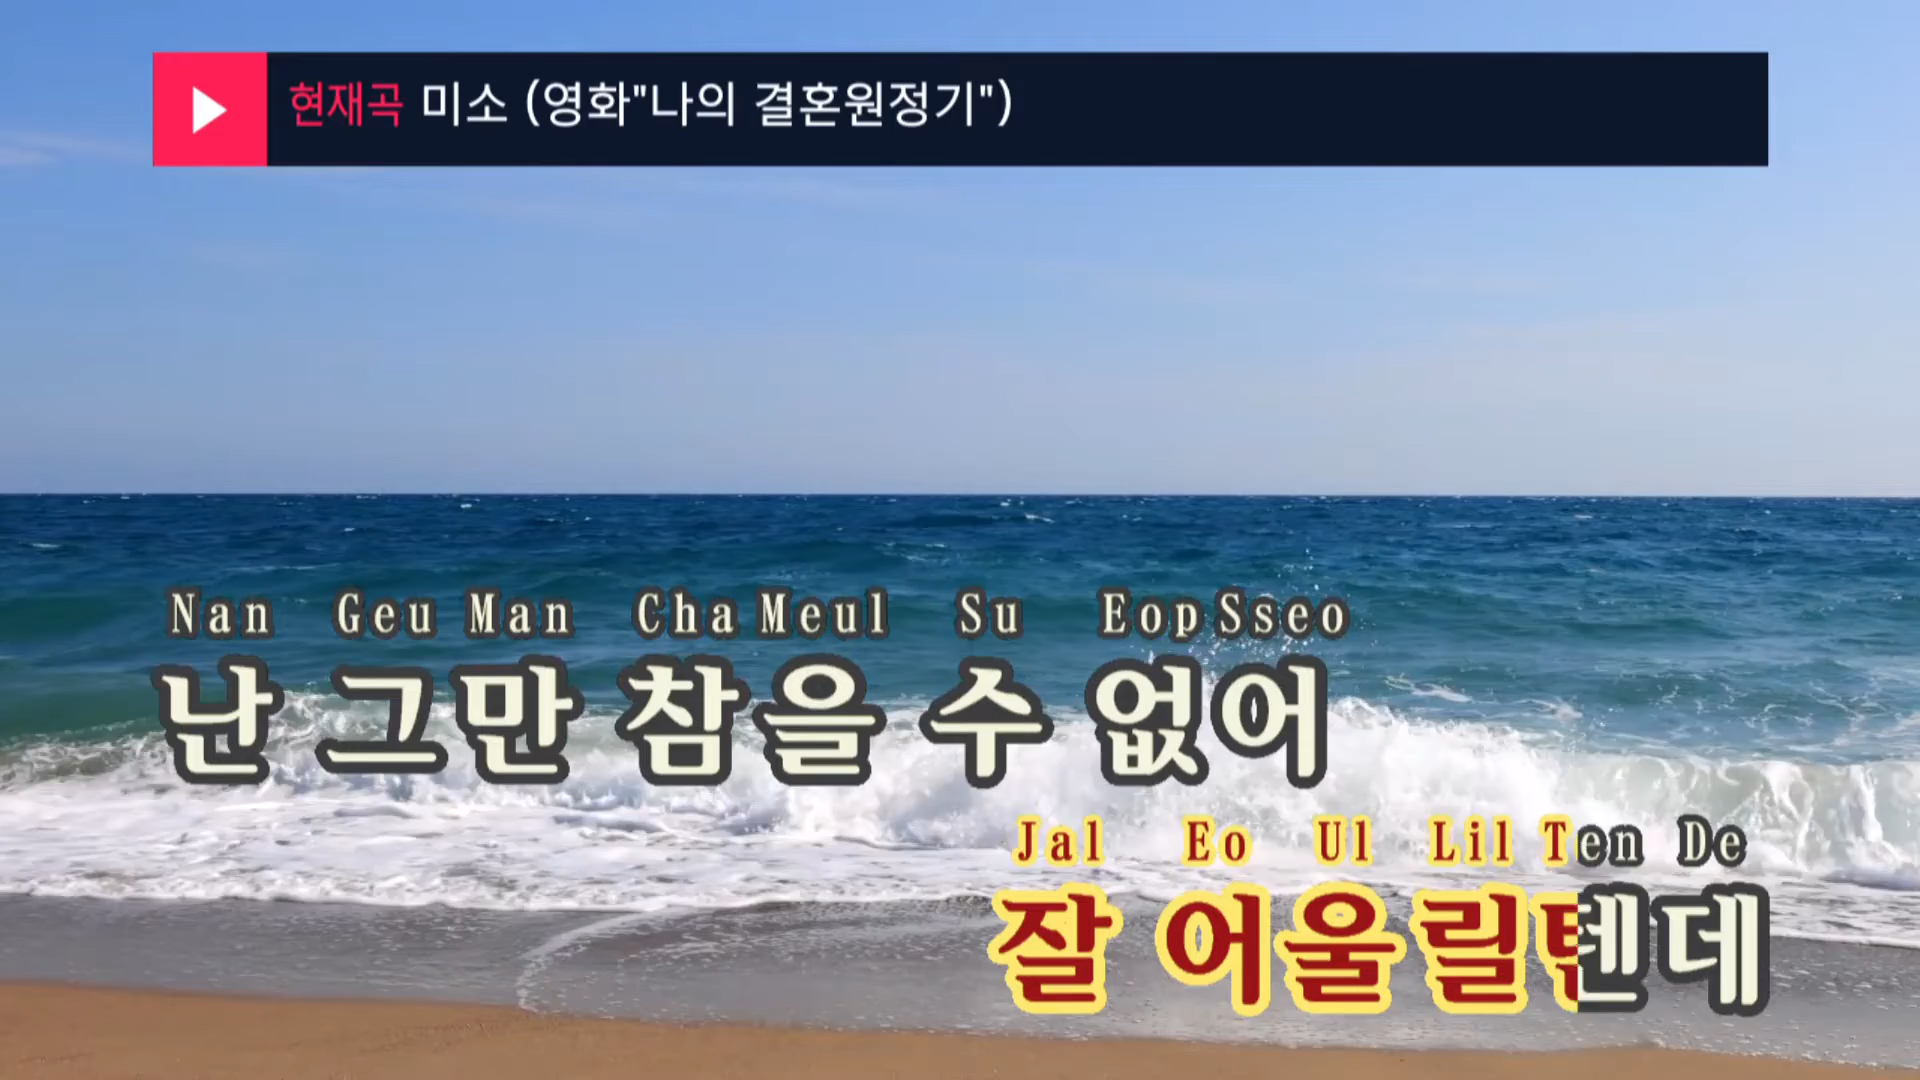 현재곡 미소 (영화"나의 결혼원정기")
Nan Geu Man Cha Meul Su Eop Sseo
난 그만 참을 수 없어
Jal Eo Ul Lil Ten De
잘 어울릴텐데